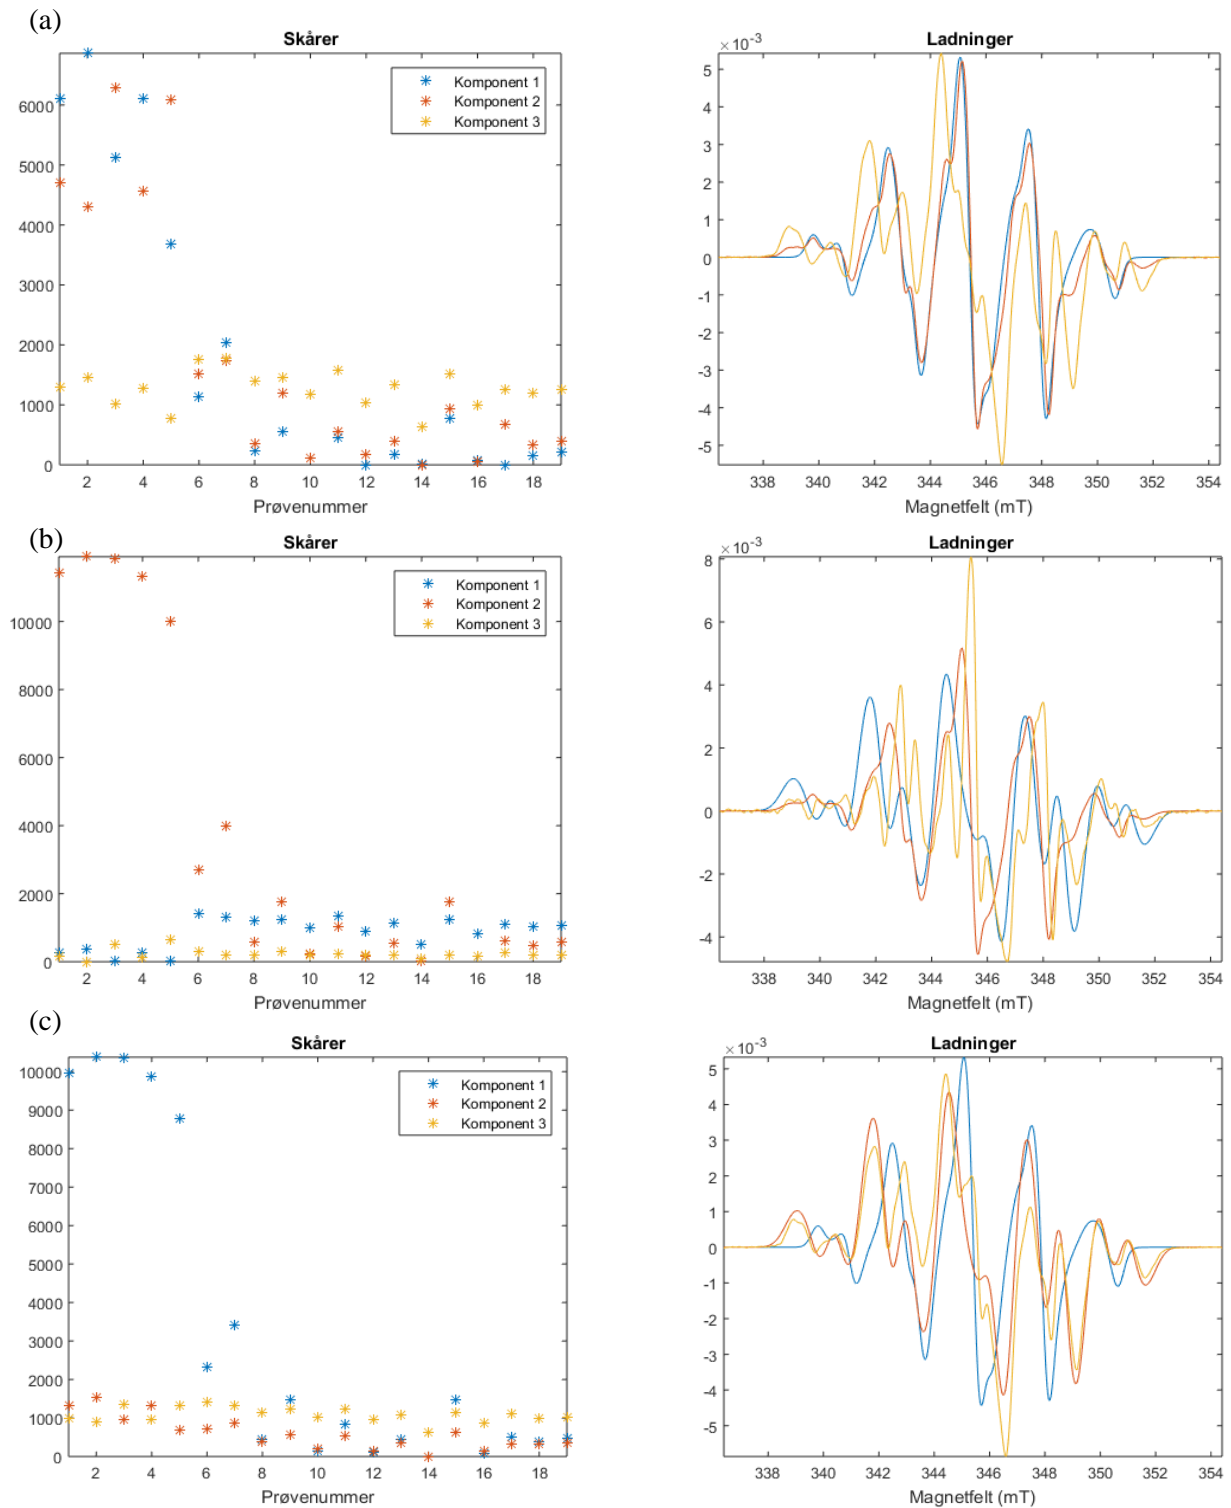 (a)
Skårer
Komponent 1
Komponent 2
Komponent 3
6000
5000
4000
3000
2000
1000
0
2 4 6 8 10 12 14 16 18
Prøvenummer
Ladninger
×10⁻³
5
4
3
2
1
0
-1
-2
-3
-4
-5
338 340 342 344 346 348 350 352 354
Magnetfelt (mT)
(b)
Skårer
Komponent 1
Komponent 2
Komponent 3
10000
8000
6000
4000
2000
0
2 4 6 8 10 12 14 16 18
Prøvenummer
Ladninger
×10⁻³
8
6
4
2
0
-2
-4
338 340 342 344 346 348 350 352 354
Magnetfelt (mT)
(c)
Skårer
Komponent 1
Komponent 2
Komponent 3
10000
9000
8000
7000
6000
5000
4000
3000
2000
1000
0
2 4 6 8 10 12 14 16 18
Prøvenummer
Ladninger
×10⁻³
5
4
3
2
1
0
-1
-2
-3
-4
-5
338 340 342 344 346 348 350 352 354
Magnetfelt (mT)